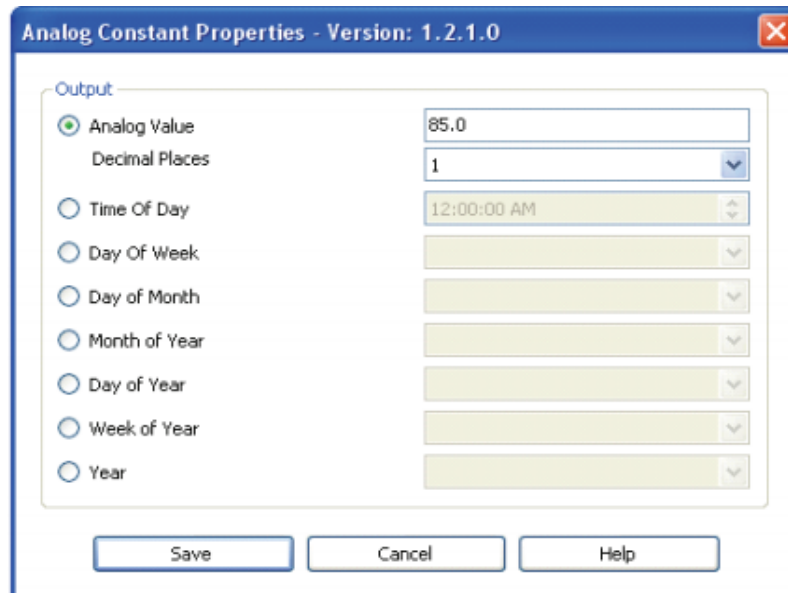 Analog Constant Properties - Version: 1.2.1.0
Output
Analog Value 85.0
Decimal Places 1
Time Of Day 12:00:00 AM
Day Of Week
Day of Month
Month of Year
Day of Year
Week of Year
Year
Save Cancel Help